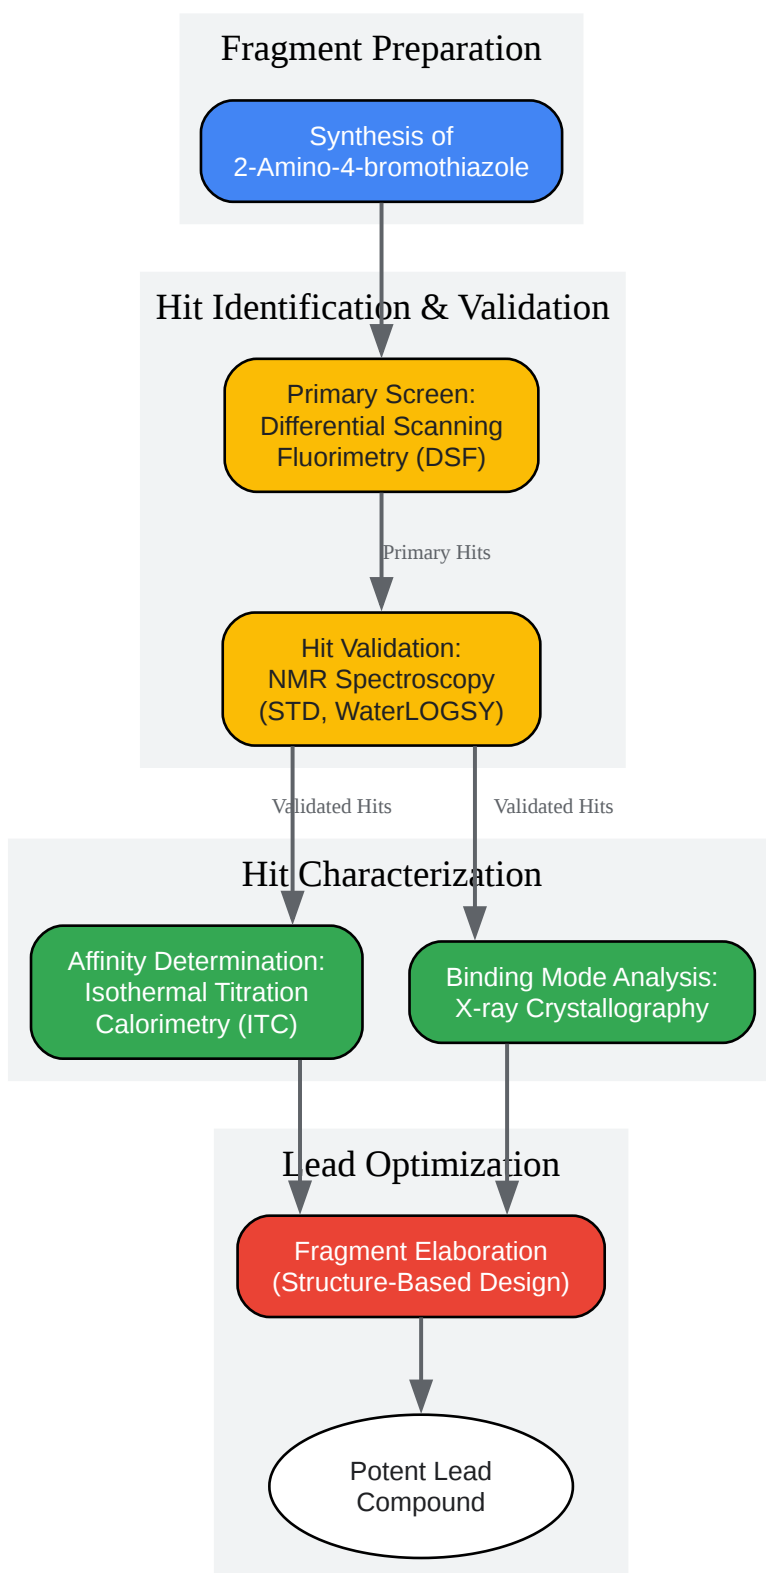 Fragment Preparation
Synthesis of
2-Amino-4-bromothiazole
Hit Identification & Validation
Primary Screen:
Differential Scanning
Fluorimetry (DSF)
Primary Hits
Hit Validation:
NMR Spectroscopy
(STD, WaterLOGSY)
Validated Hits
Validated Hits
Hit Characterization
Affinity Determination:
Isothermal Titration
Calorimetry (ITC)
Binding Mode Analysis:
X-ray Crystallography
Lead Optimization
Fragment Elaboration
(Structure-Based Design)
Potent Lead
Compound